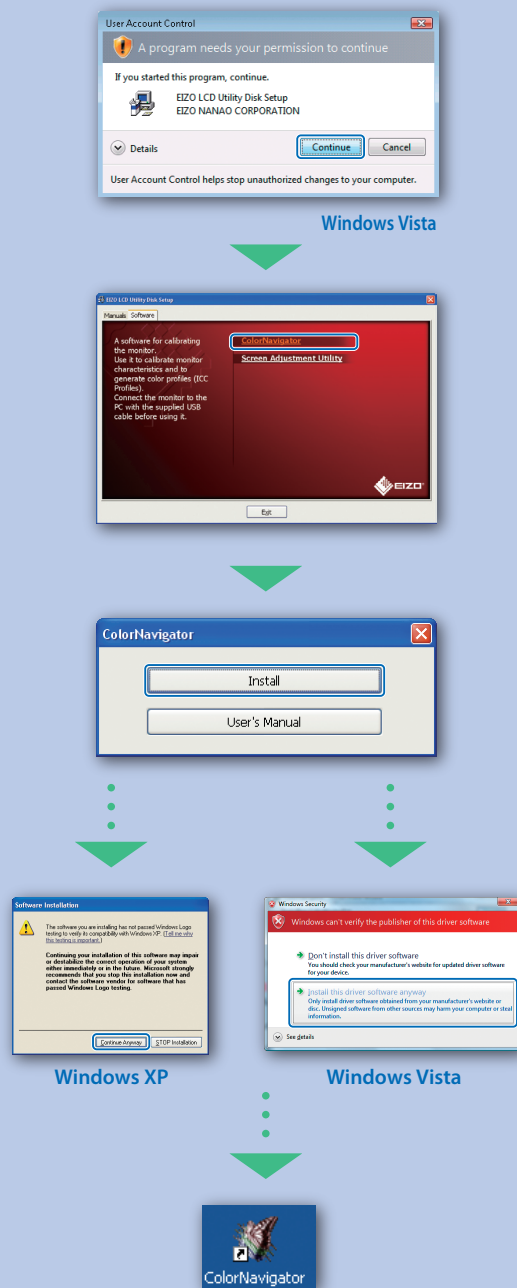 User Account Control
A program needs your permission to continue
If you started this program, continue.
EIZO LCD Utility Disk Setup
EIZO NANAO CORPORATION
Details
Continue
Cancel
User Account Control helps stop unauthorized changes to your computer.
Windows Vista
EIZO LCD Utility Disk Setup
Manuals
Software
A software for calibrating
the monitor.
Use it to calibrate monitor
characteristics and to
generate color profiles (ICC
Profiles).
Connect the monitor to the
PC with the supplied USB
cable before using it.
ColorNavigator
Screen Adjustment Utility
EIZO
Exit
ColorNavigator
Install
User's Manual
Software Installation
The software you are installing has not passed Windows Logo
testing to verify its compatibility with Windows XP. (Tell me why
this testing is important.)
Continuing your installation of this software may impair
or destabilize the correct operation of your system
either immediately or in the future. Microsoft strongly
recommends that you stop this installation now and
contact the software vendor for software that has
passed Windows Logo testing.
Continue Anyway
STOP Installation
Windows XP
Windows Security
Windows can't verify the publisher of this driver software
Don't install this driver software
You should check your manufacturer's website for updated driver software
for your device.
Install this driver software anyway
Only install driver software obtained from your manufacturer's website or
disc. Unsigned software from other sources may harm your computer or steal
information.
See details
Windows Vista
ColorNavigator